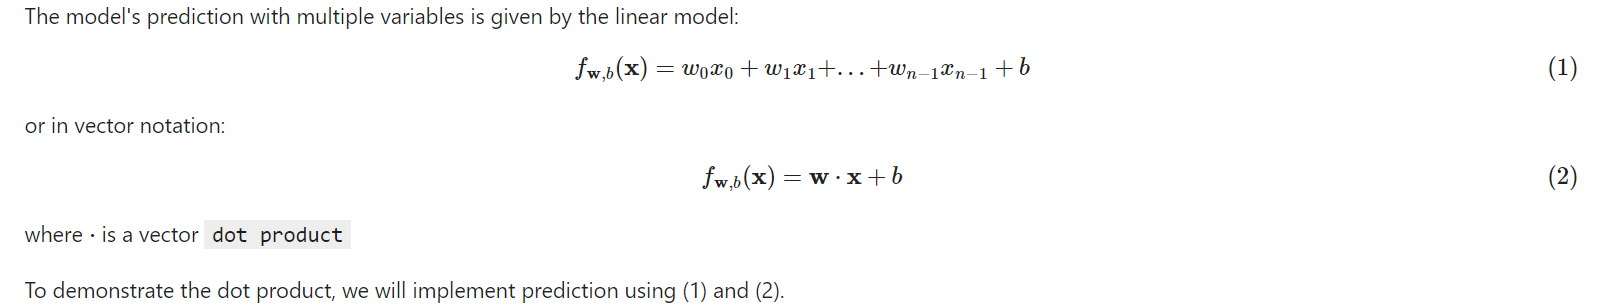 The model's prediction with multiple variables is given by the linear model:
f_{𝐰,b}(𝐱) = w₀x₀ + w₁x₁+...+w_{n−1}x_{n−1} + b (1)
or in vector notation:
f_{𝐰,b}(𝐱) = 𝐰 · 𝐱 + b (2)
where · is a vector dot product
To demonstrate the dot product, we will implement prediction using (1) and (2).